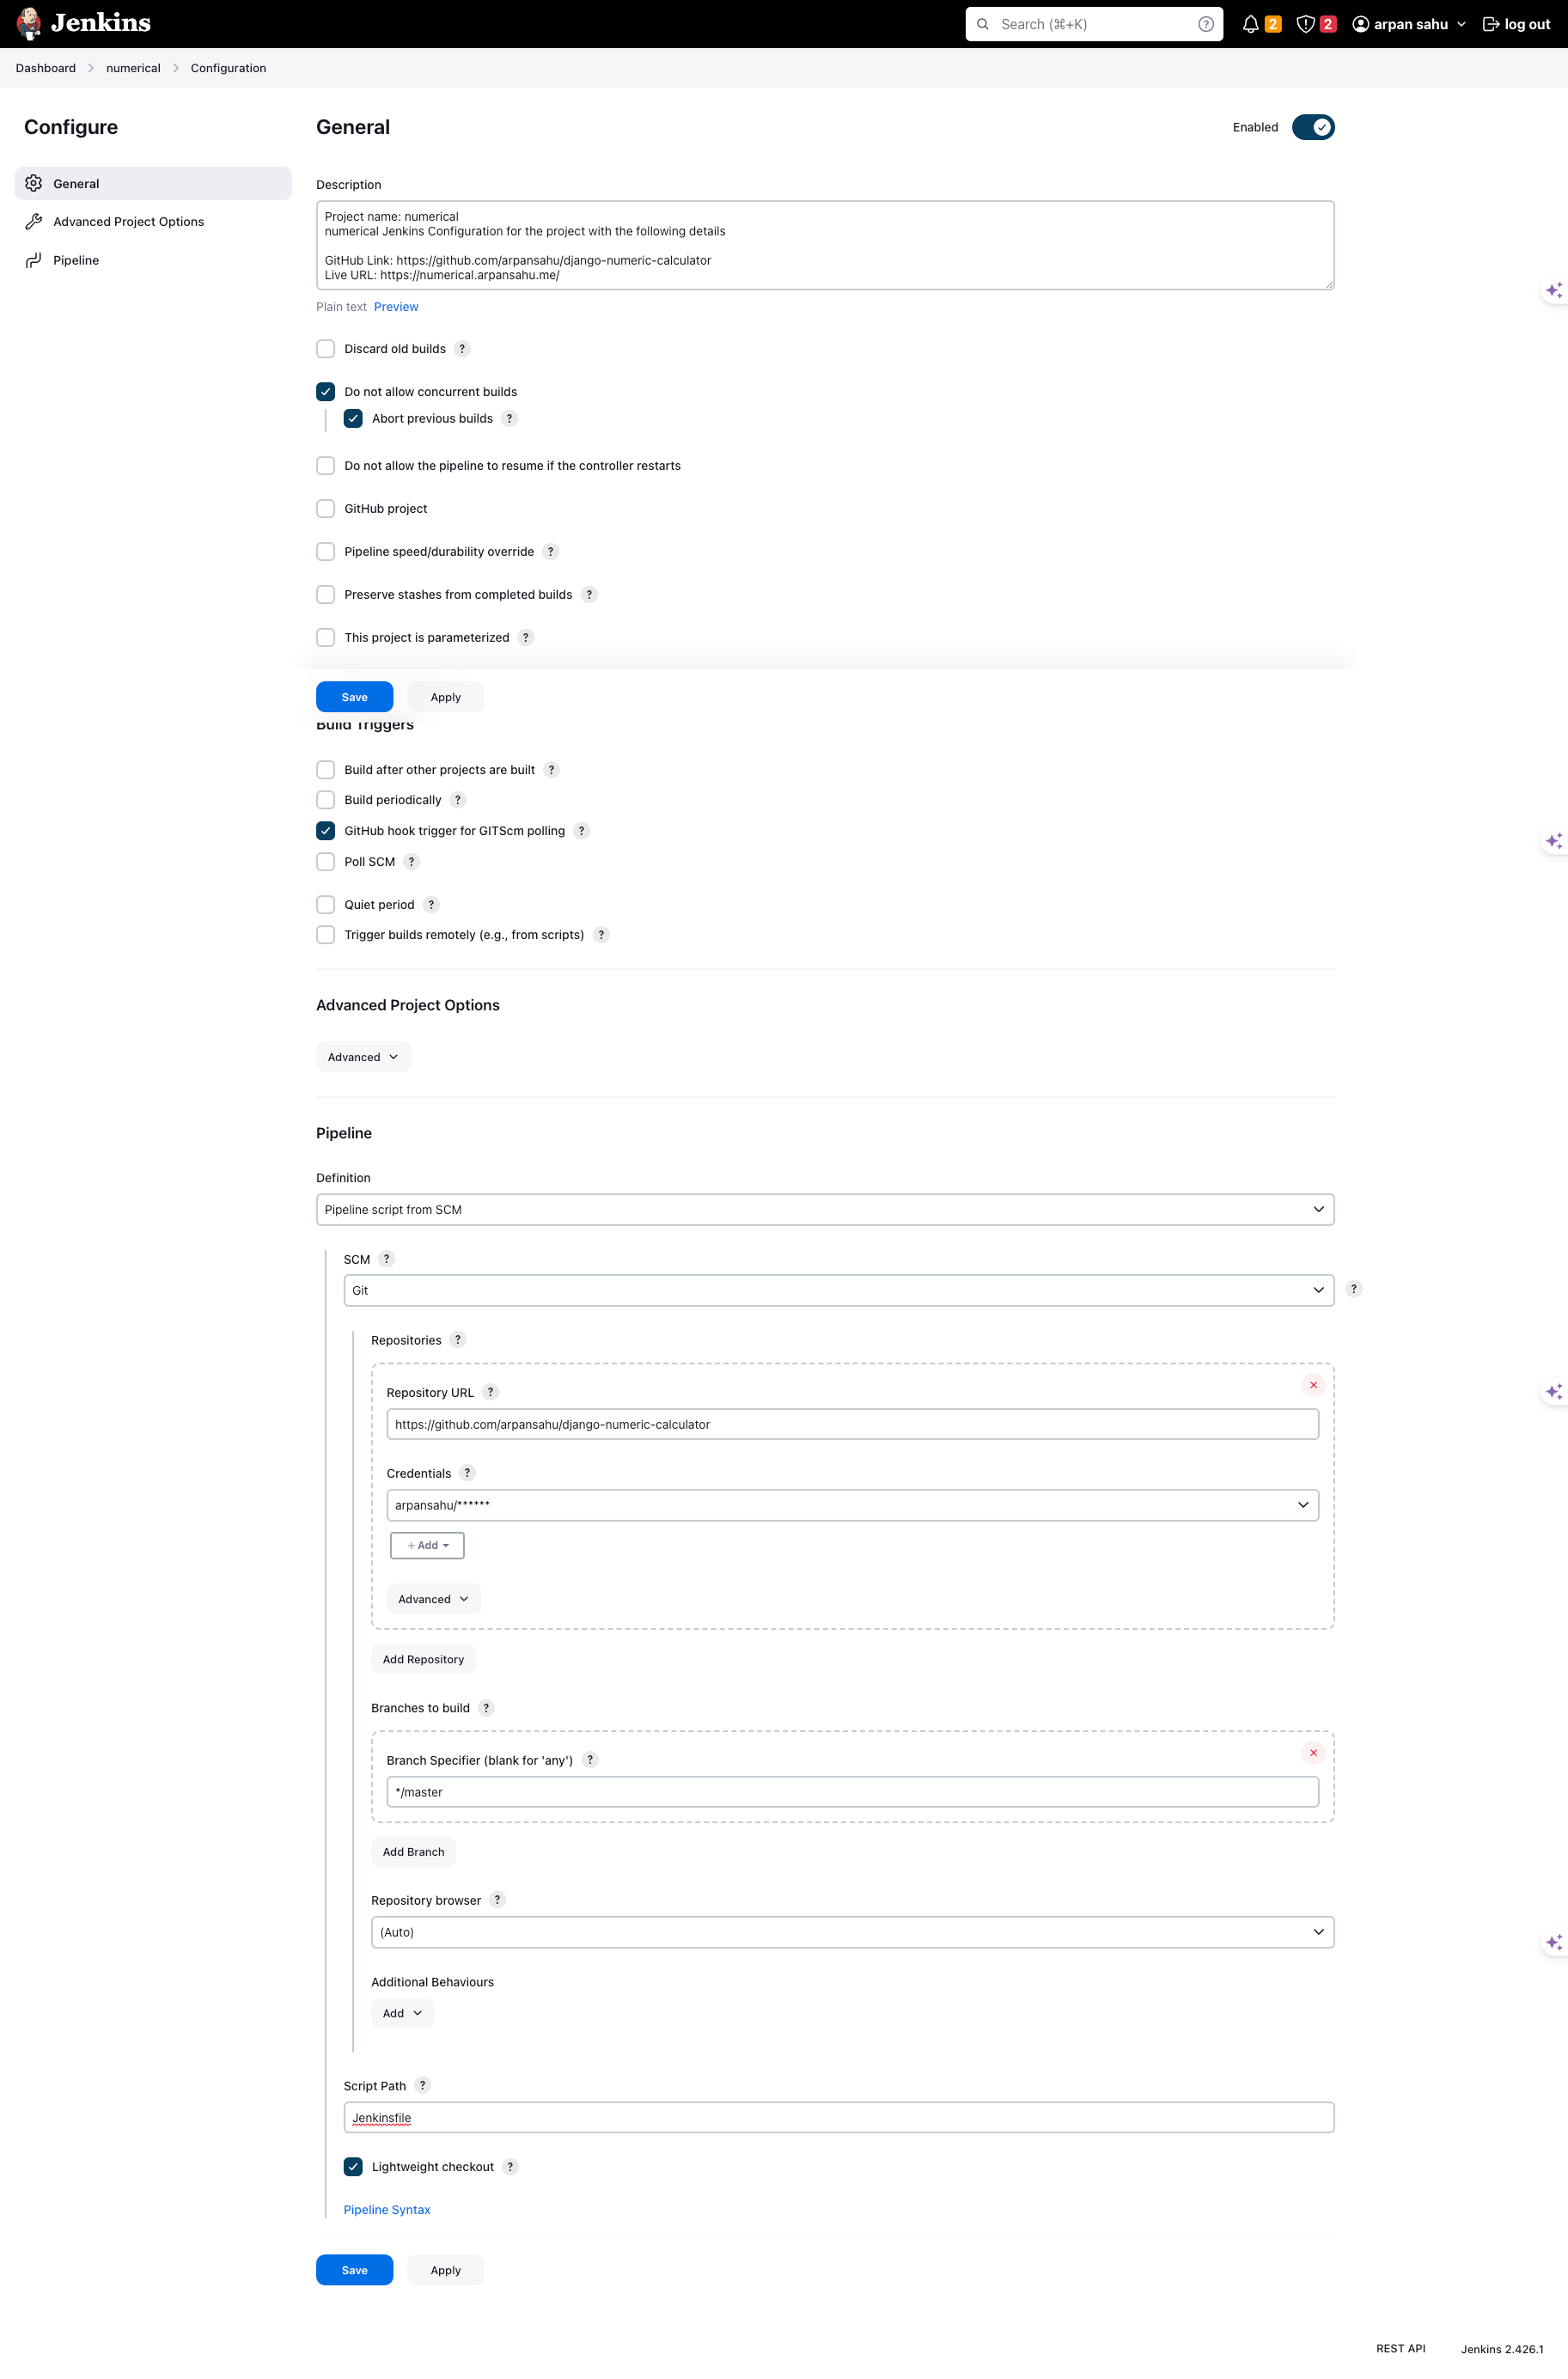 Jenkins
Search (⌘+K)
?
2
2
arpan sahu
log out
Dashboard
numerical
Configuration
Configure
General
Advanced Project Options
Pipeline
General
Enabled
Description
Project name: numerical
numerical Jenkins Configuration for the project with the following details
GitHub Link: https://github.com/arpansahu/django-numeric-calculator
Live URL: https://numerical.arpansahu.me/
Plain text Preview
Discard old builds ?
Do not allow concurrent builds
Abort previous builds ?
Do not allow the pipeline to resume if the controller restarts
GitHub project
Pipeline speed/durability override ?
Preserve stashes from completed builds ?
This project is parameterized ?
Save
Apply
Build Triggers
Build after other projects are built ?
Build periodically ?
GitHub hook trigger for GITScm polling ?
Poll SCM ?
Quiet period ?
Trigger builds remotely (e.g., from scripts) ?
Advanced Project Options
Advanced
Pipeline
Definition
Pipeline script from SCM
SCM ?
Git
?
Repositories ?
Repository URL ?
https://github.com/arpansahu/django-numeric-calculator
Credentials ?
arpansahu/******
+ Add
Advanced
Add Repository
Branches to build ?
Branch Specifier (blank for 'any') ?
*/master
Add Branch
Repository browser ?
(Auto)
Additional Behaviours
Add
Script Path ?
Jenkinsfile
Lightweight checkout ?
Pipeline Syntax
Save
Apply
REST API
Jenkins 2.426.1